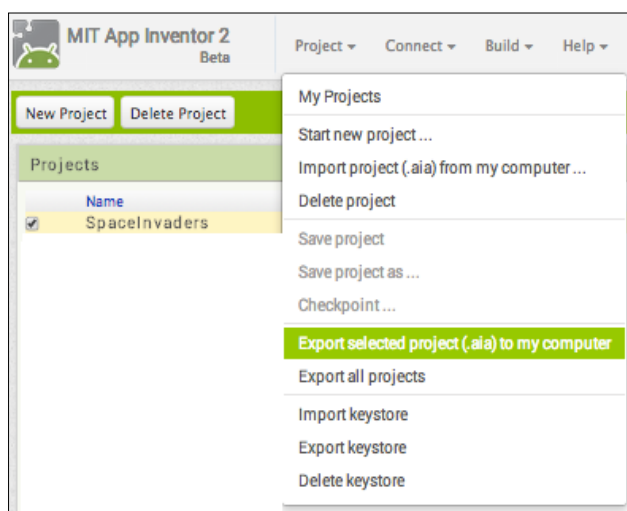 MIT App Inventor 2
Beta
Project Connect Build Help
New Project Delete Project
Projects
Name
SpaceInvaders
My Projects
Start new project ...
Import project (.aia) from my computer ...
Delete project
Save project
Save project as ...
Checkpoint ...
Export selected project (.aia) to my computer
Export all projects
Import keystore
Export keystore
Delete keystore